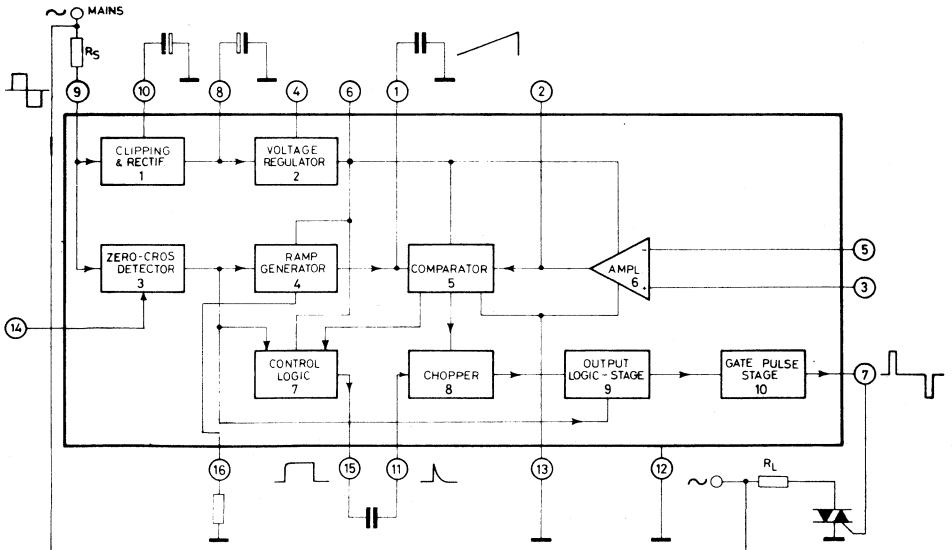 ~ MAINS
RS
9
10
8
4
6
1
2
CLIPPING
& RECTIF.
1
VOLTAGE
REGULATOR
2
ZERO-CROS
DETECTOR
3
RAMP
GENERATOR
4
COMPARATOR
5
AMPL
6
-
+
5
3
14
CONTROL
LOGIC
7
CHOPPER
8
OUTPUT
LOGIC-STAGE
9
GATE PULSE
STAGE
10
7
16
15
11
13
12
~
RL